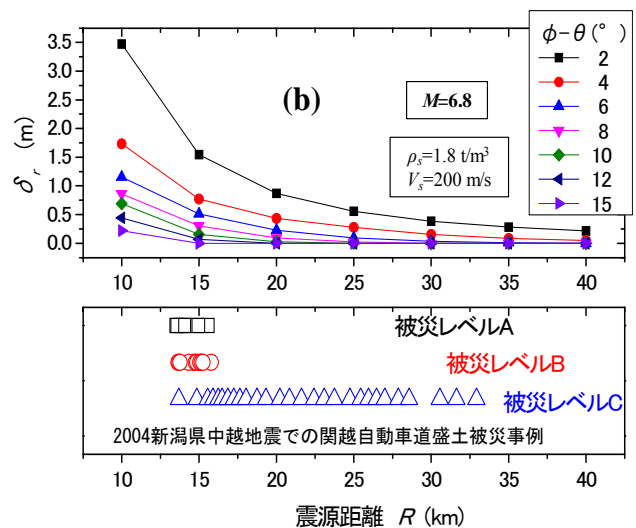 φ-θ(° )
2
4
6
8
10
12
15
(b)
M=6.8
ρs=1.8 t/m³
Vs=200 m/s
δr (m)
3.5
3.0
2.5
2.0
1.5
1.0
0.5
0.0
10 15 20 25 30 35 40
被災レベルA
被災レベルB
被災レベルC
2004新潟県中越地震での関越自動車道盛土被災事例
10 15 20 25 30 35 40
震源距離 R (km)